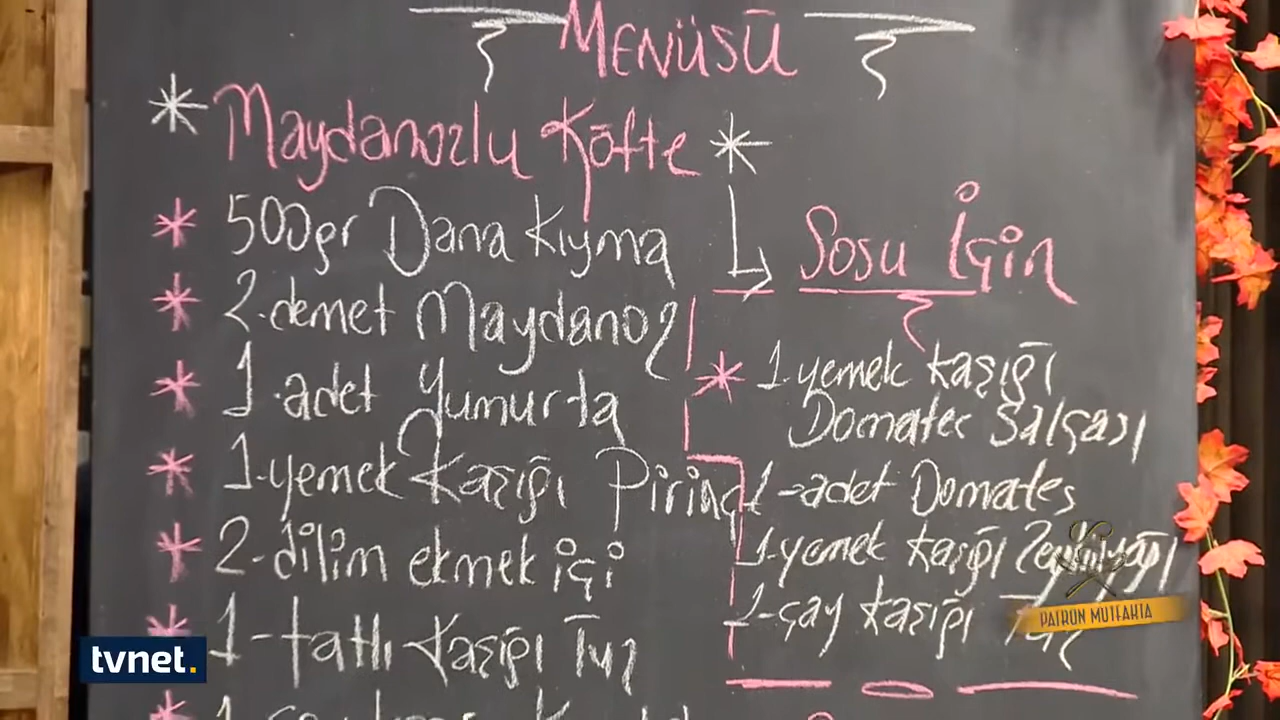 MENÜSÜ
Maydanozlu Köfte
500gr Dana Kıyma
2-demet Maydanoz
1-adet Yumurta
1-yemek Kaşığı Pirinç
2-dilim ekmek içi
1-tatlı Kaşığı Tuz
Sosu İçin
1 yemek kaşığı
Domates Salçası
1-adet Domates
1-yemek kaşığı Zeytinyağı
1-çay kaşığı Tuz
PATRON MUTFAKTA
tvnet.